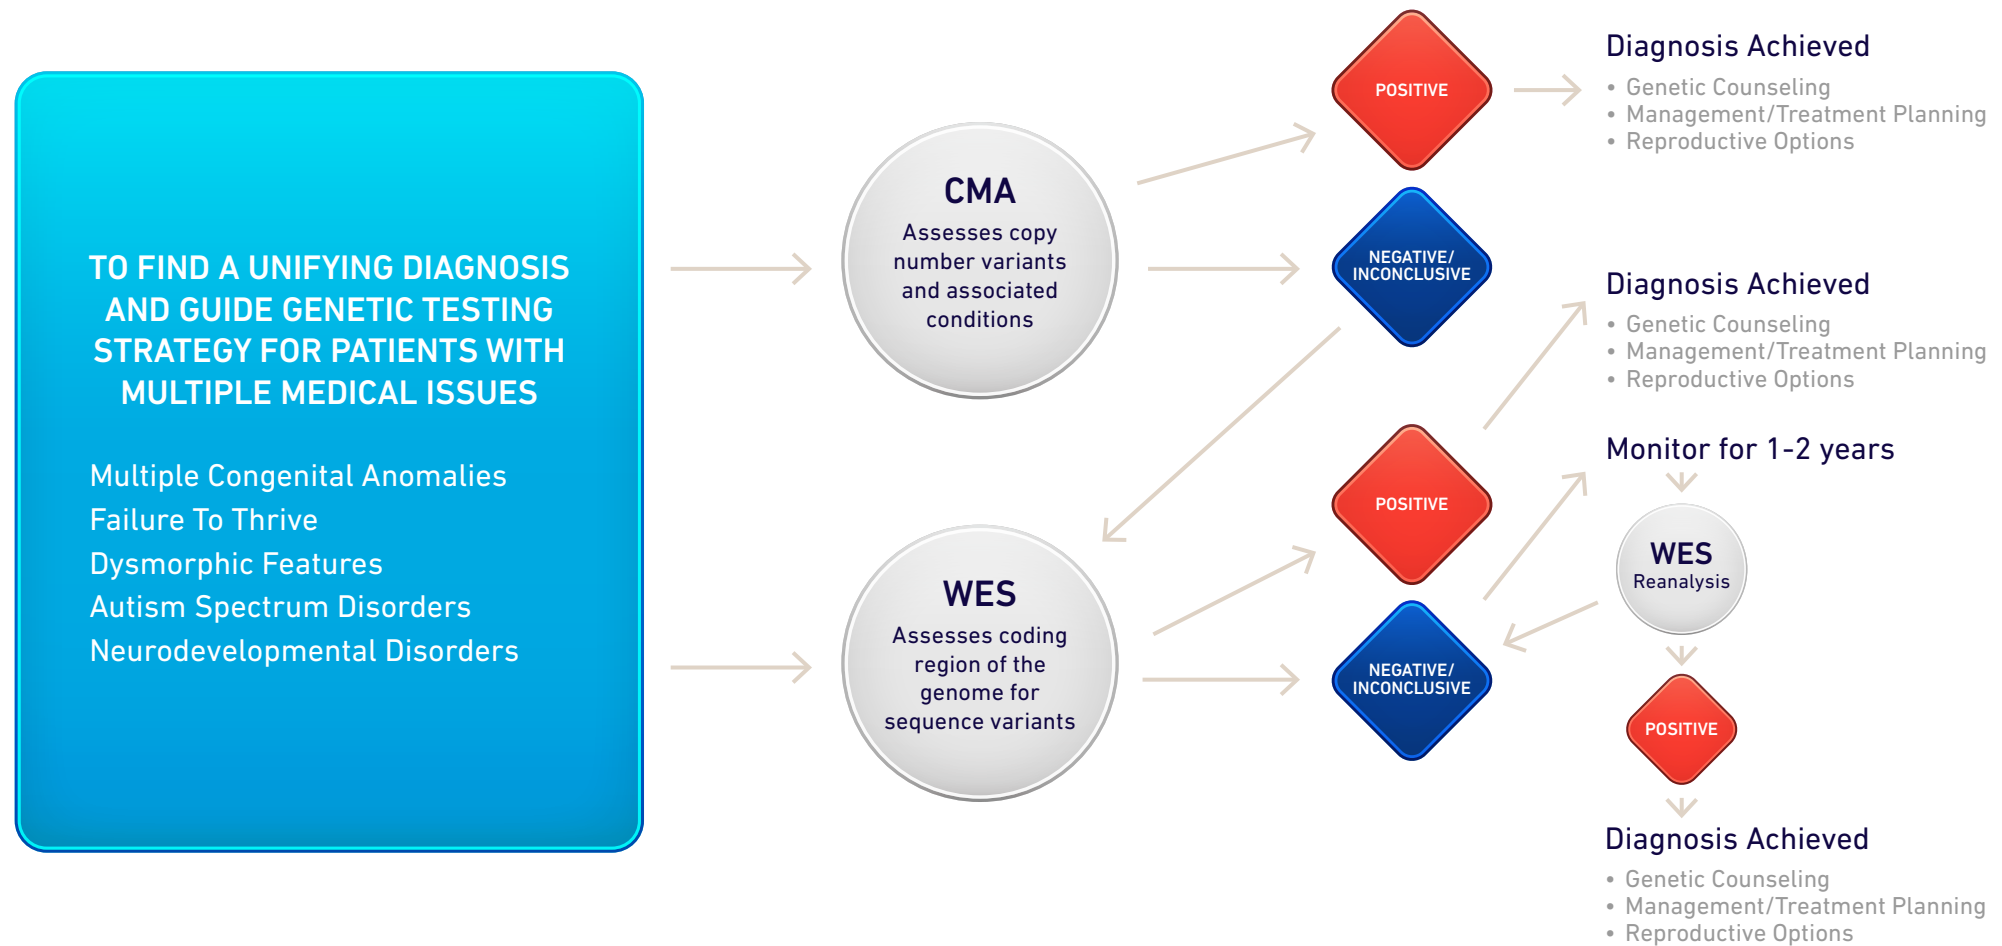 TO FIND A UNIFYING DIAGNOSIS
AND GUIDE GENETIC TESTING
STRATEGY FOR PATIENTS WITH
MULTIPLE MEDICAL ISSUES
Multiple Congenital Anomalies
Failure To Thrive
Dysmorphic Features
Autism Spectrum Disorders
Neurodevelopmental Disorders
CMA
Assesses copy
number variants
and associated
conditions
WES
Assesses coding
region of the
genome for
sequence variants
POSITIVE
NEGATIVE/
INCONCLUSIVE
POSITIVE
NEGATIVE/
INCONCLUSIVE
Diagnosis Achieved
• Genetic Counseling
• Management/Treatment Planning
• Reproductive Options
Diagnosis Achieved
• Genetic Counseling
• Management/Treatment Planning
• Reproductive Options
Monitor for 1-2 years
WES
Reanalysis
POSITIVE
Diagnosis Achieved
• Genetic Counseling
• Management/Treatment Planning
• Reproductive Options